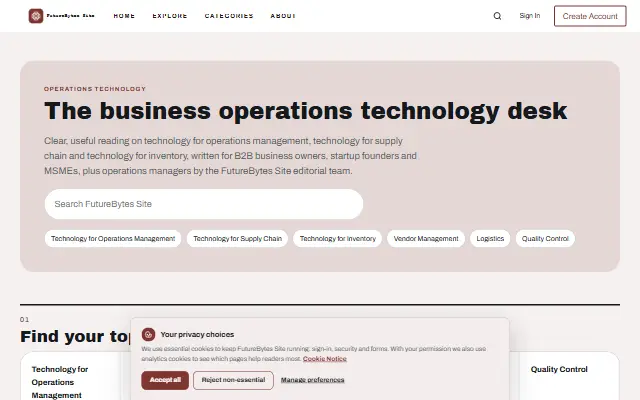 FutureBytes Site
HOME
EXPLORE
CATEGORIES
ABOUT
Sign In
Create Account
OPERATIONS TECHNOLOGY
The business operations technology desk
Clear, useful reading on technology for operations management, technology for supply
chain and technology for inventory, written for B2B business owners, startup founders and
MSMEs, plus operations managers by the FutureBytes Site editorial team.
Search FutureBytes Site
Technology for Operations Management
Technology for Supply Chain
Technology for Inventory
Vendor Management
Logistics
Quality Control
01
Find your to
Technology for
Operations
Management
Quality Control
Your privacy choices
We use essential cookies to keep FutureBytes Site running, sign-in, security and forms. With your permission we also use
analytics cookies to see which pages help readers most. Cookie Notice
Accept all
Reject non-essential
Manage preferences